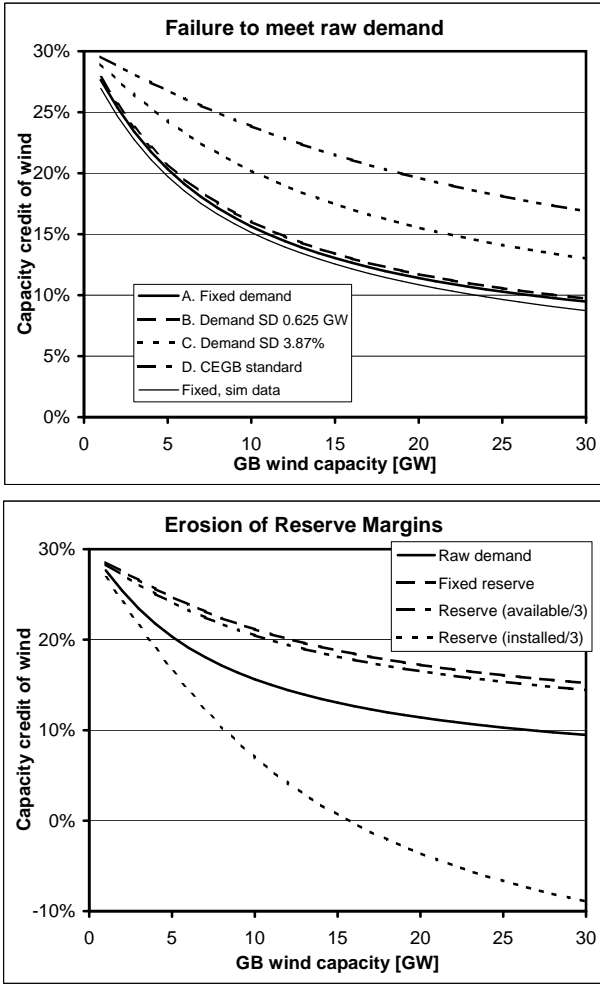 Failure to meet raw demand
30%
25%
20%
15%
10%
5%
0%
Capacity credit of wind
A. Fixed demand
B. Demand SD 0.625 GW
C. Demand SD 3.87%
D. CEGB standard
Fixed, sim data
0 5 10 15 20 25 30
GB wind capacity [GW]
Erosion of Reserve Margins
30%
20%
10%
0%
-10%
Capacity credit of wind
Raw demand
Fixed reserve
Reserve (available/3)
Reserve (installed/3)
0 5 10 15 20 25 30
GB wind capacity [GW]